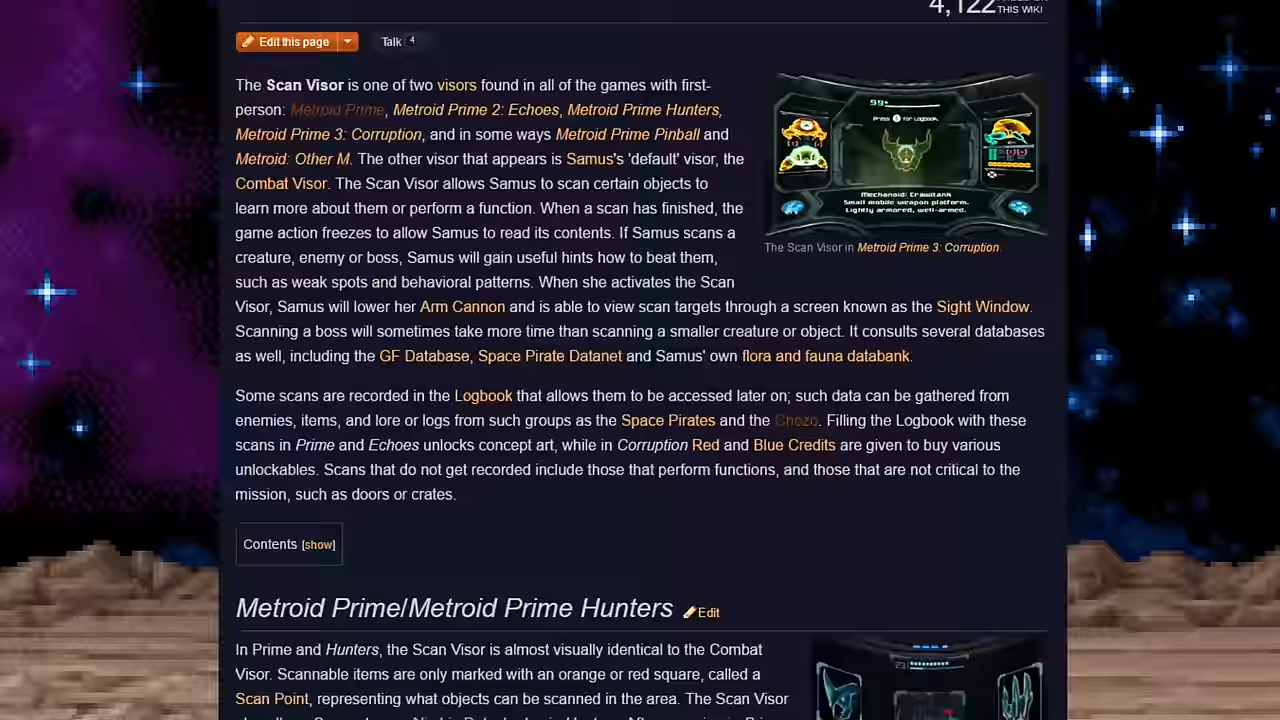 4,122
THIS WIKI
Edit this page
Talk 4
The Scan Visor is one of two visors found in all of the games with first-
person: Metroid Prime, Metroid Prime 2: Echoes, Metroid Prime Hunters,
Metroid Prime 3: Corruption, and in some ways Metroid Prime Pinball and
Metroid: Other M. The other visor that appears is Samus's 'default' visor, the
Combat Visor. The Scan Visor allows Samus to scan certain objects to
learn more about them or perform a function. When a scan has finished, the
game action freezes to allow Samus to read its contents. If Samus scans a
creature, enemy or boss, Samus will gain useful hints how to beat them,
such as weak spots and behavioral patterns. When she activates the Scan
Visor, Samus will lower her Arm Cannon and is able to view scan targets through a screen known as the Sight Window.
Scanning a boss will sometimes take more time than scanning a smaller creature or object. It consults several databases
as well, including the GF Database, Space Pirate Datanet and Samus' own flora and fauna databank.
99
Press for Logbook.
Mechanoid: Crawltank
Small mobile weapon platform.
Lightly armored, well-armed.
The Scan Visor in Metroid Prime 3: Corruption
Some scans are recorded in the Logbook that allows them to be accessed later on; such data can be gathered from
enemies, items, and lore or logs from such groups as the Space Pirates and the Chozo. Filling the Logbook with these
scans in Prime and Echoes unlocks concept art, while in Corruption Red and Blue Credits are given to buy various
unlockables. Scans that do not get recorded include those that perform functions, and those that are not critical to the
mission, such as doors or crates.
Contents [show]
Metroid Prime/Metroid Prime Hunters Edit
In Prime and Hunters, the Scan Visor is almost visually identical to the Combat
Visor. Scannable items are only marked with an orange or red square, called a
Scan Point, representing what objects can be scanned in the area. The Scan Visor